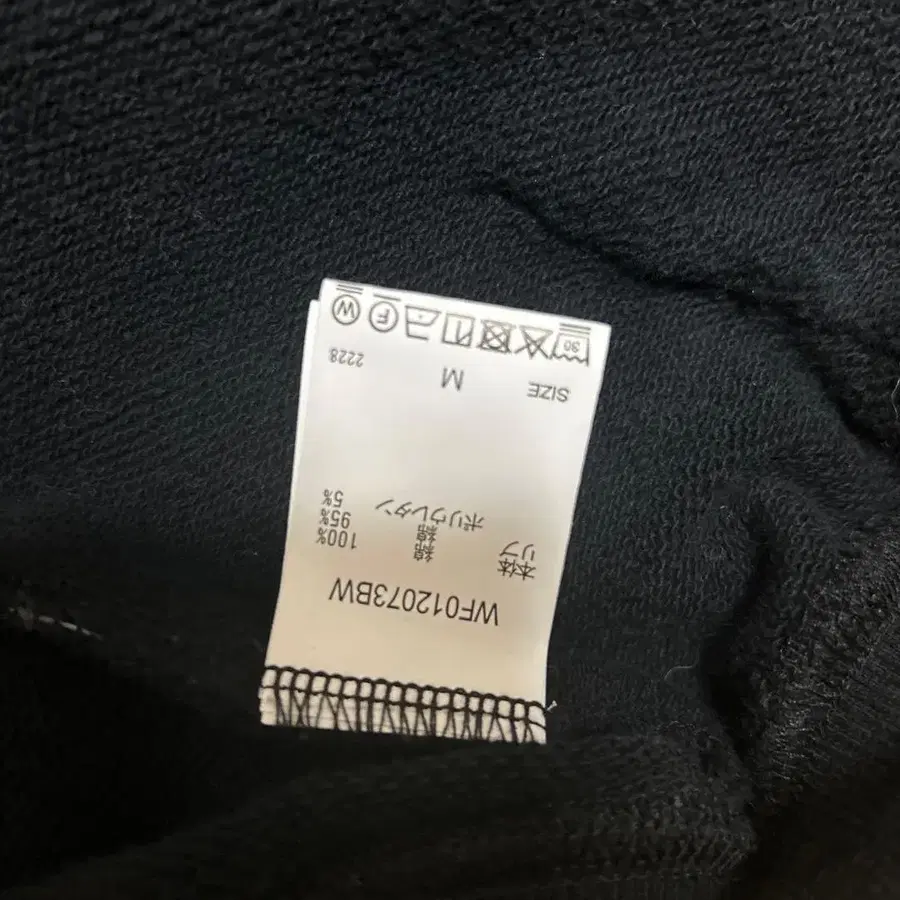 WF012073BW
本体 綿 100%
リブ 綿 95%
ポリウレタン 5%
SIZE M 2228
30 F W